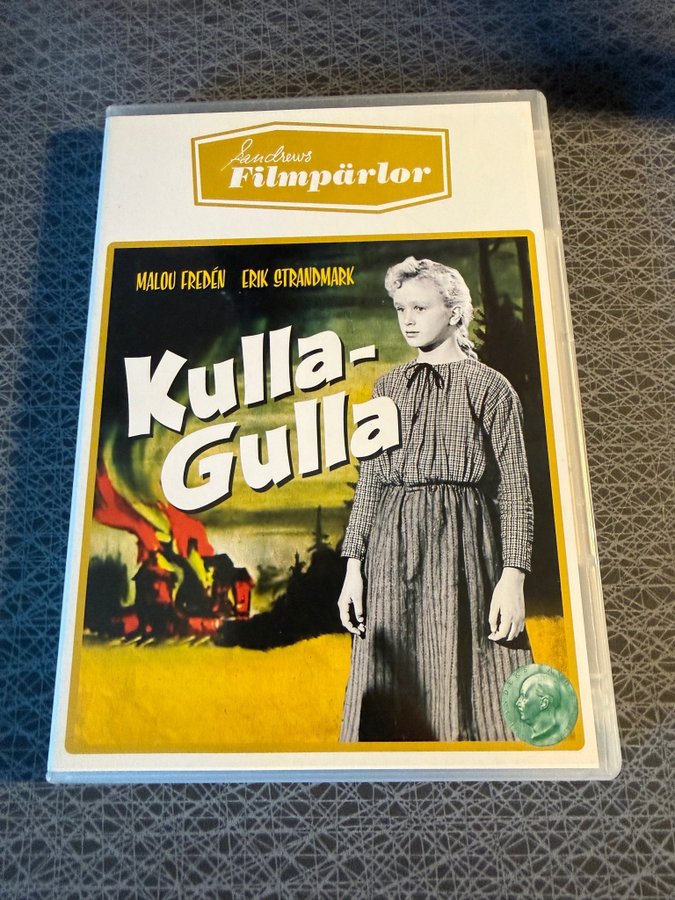 Sandrews
Filmpärlor
MALOU FREDÉN ERIK STRANDMARK
Kulla-
Gulla